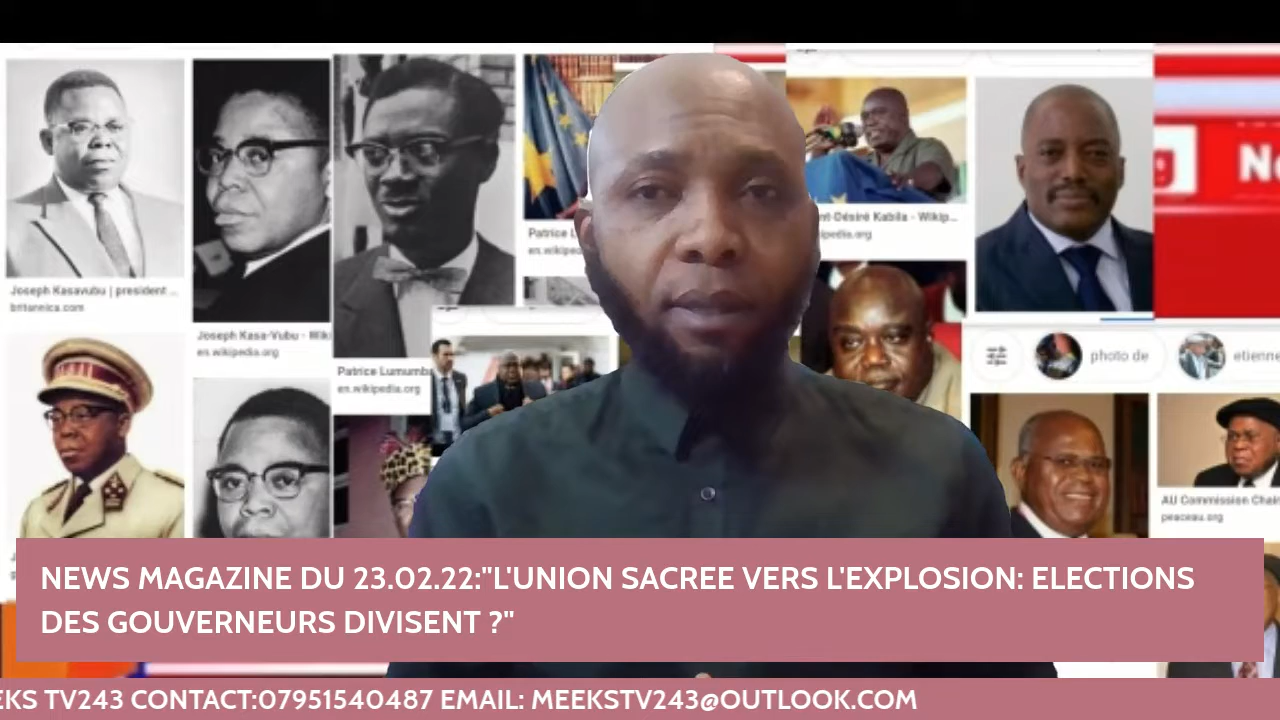 No
Patrice L
en.wikipe
nt-Désiré Kabila - Wikip...
ipedia.org
Joseph Kasavubu | president ...
britannica.com
Joseph Kasa-Vubu - Wiki
en.wikipedia.org
photo de
etienne
Patrice Lumumba
en.wikipedia.org
AU Commission Chair
peaceau.org
NEWS MAGAZINE DU 23.02.22:"L'UNION SACREE VERS L'EXPLOSION: ELECTIONS
DES GOUVERNEURS DIVISENT ?"
EKS TV243 CONTACT:07951540487 EMAIL: MEEKSTV243@OUTLOOK.COM